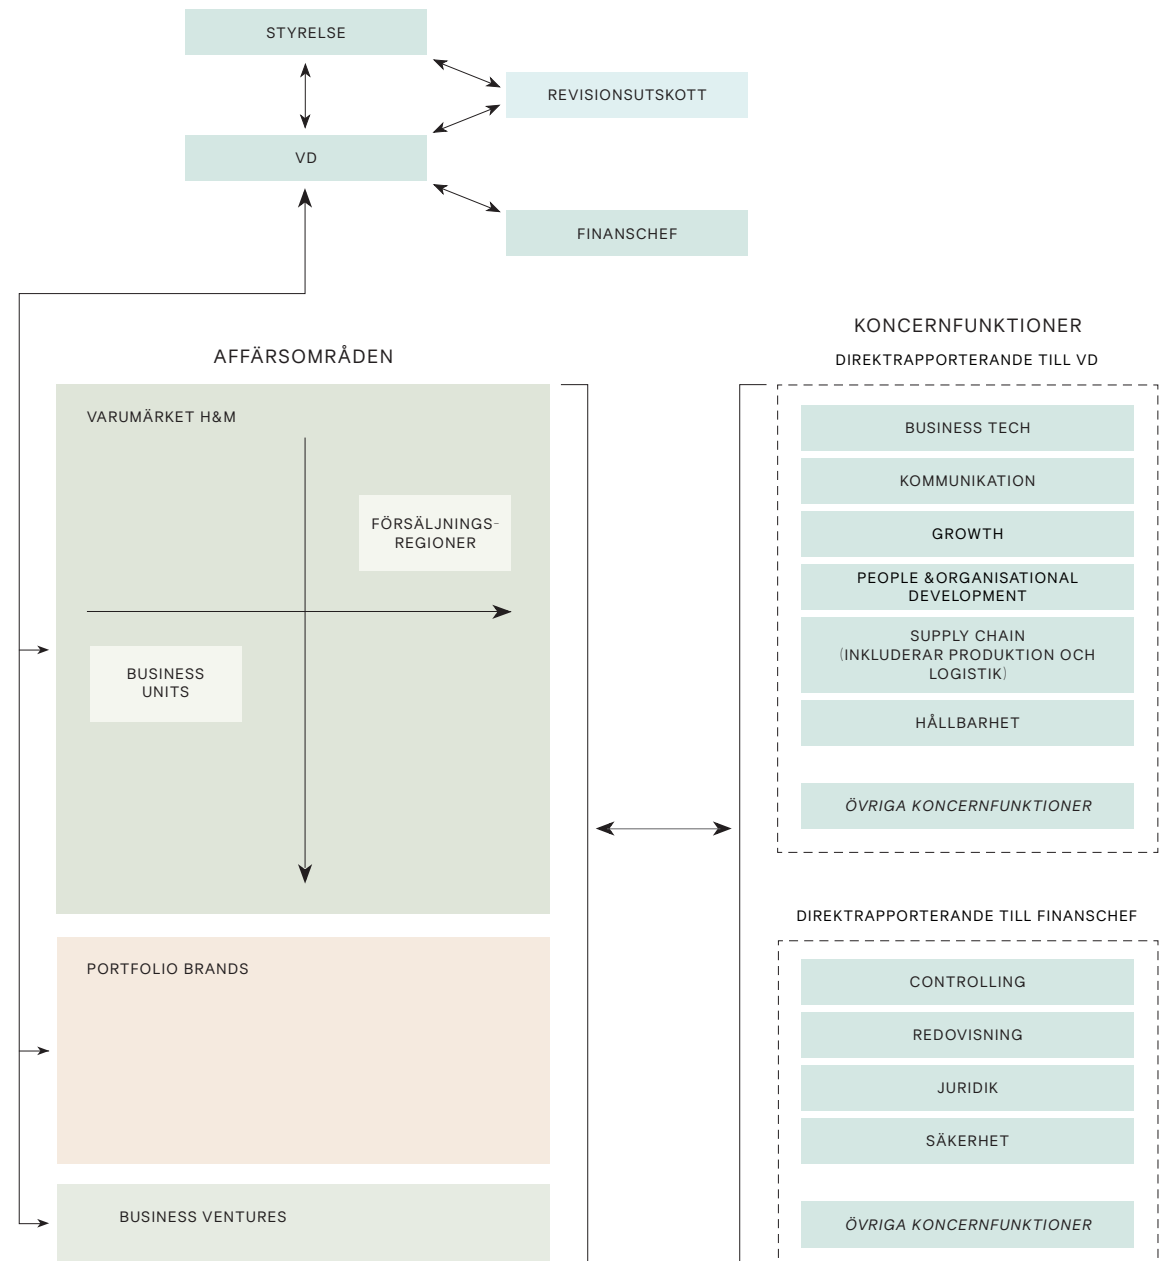 STYRELSE
REVISIONSUTSKOTT
VD
FINANSCHEF
AFFÄRSOMRÅDEN
VARUMÄRKET H&M
FÖRSÄLJNINGS-
REGIONER
BUSINESS
UNITS
PORTFOLIO BRANDS
BUSINESS VENTURES
KONCERNFUNKTIONER
DIREKTRAPPORTERANDE TILL VD
BUSINESS TECH
KOMMUNIKATION
GROWTH
PEOPLE &ORGANISATIONAL
DEVELOPMENT
SUPPLY CHAIN
(INKLUDERAR PRODUKTION OCH
LOGISTIK)
HÅLLBARHET
ÖVRIGA KONCERNFUNKTIONER
DIREKTRAPPORTERANDE TILL FINANSCHEF
CONTROLLING
REDOVISNING
JURIDIK
SÄKERHET
ÖVRIGA KONCERNFUNKTIONER